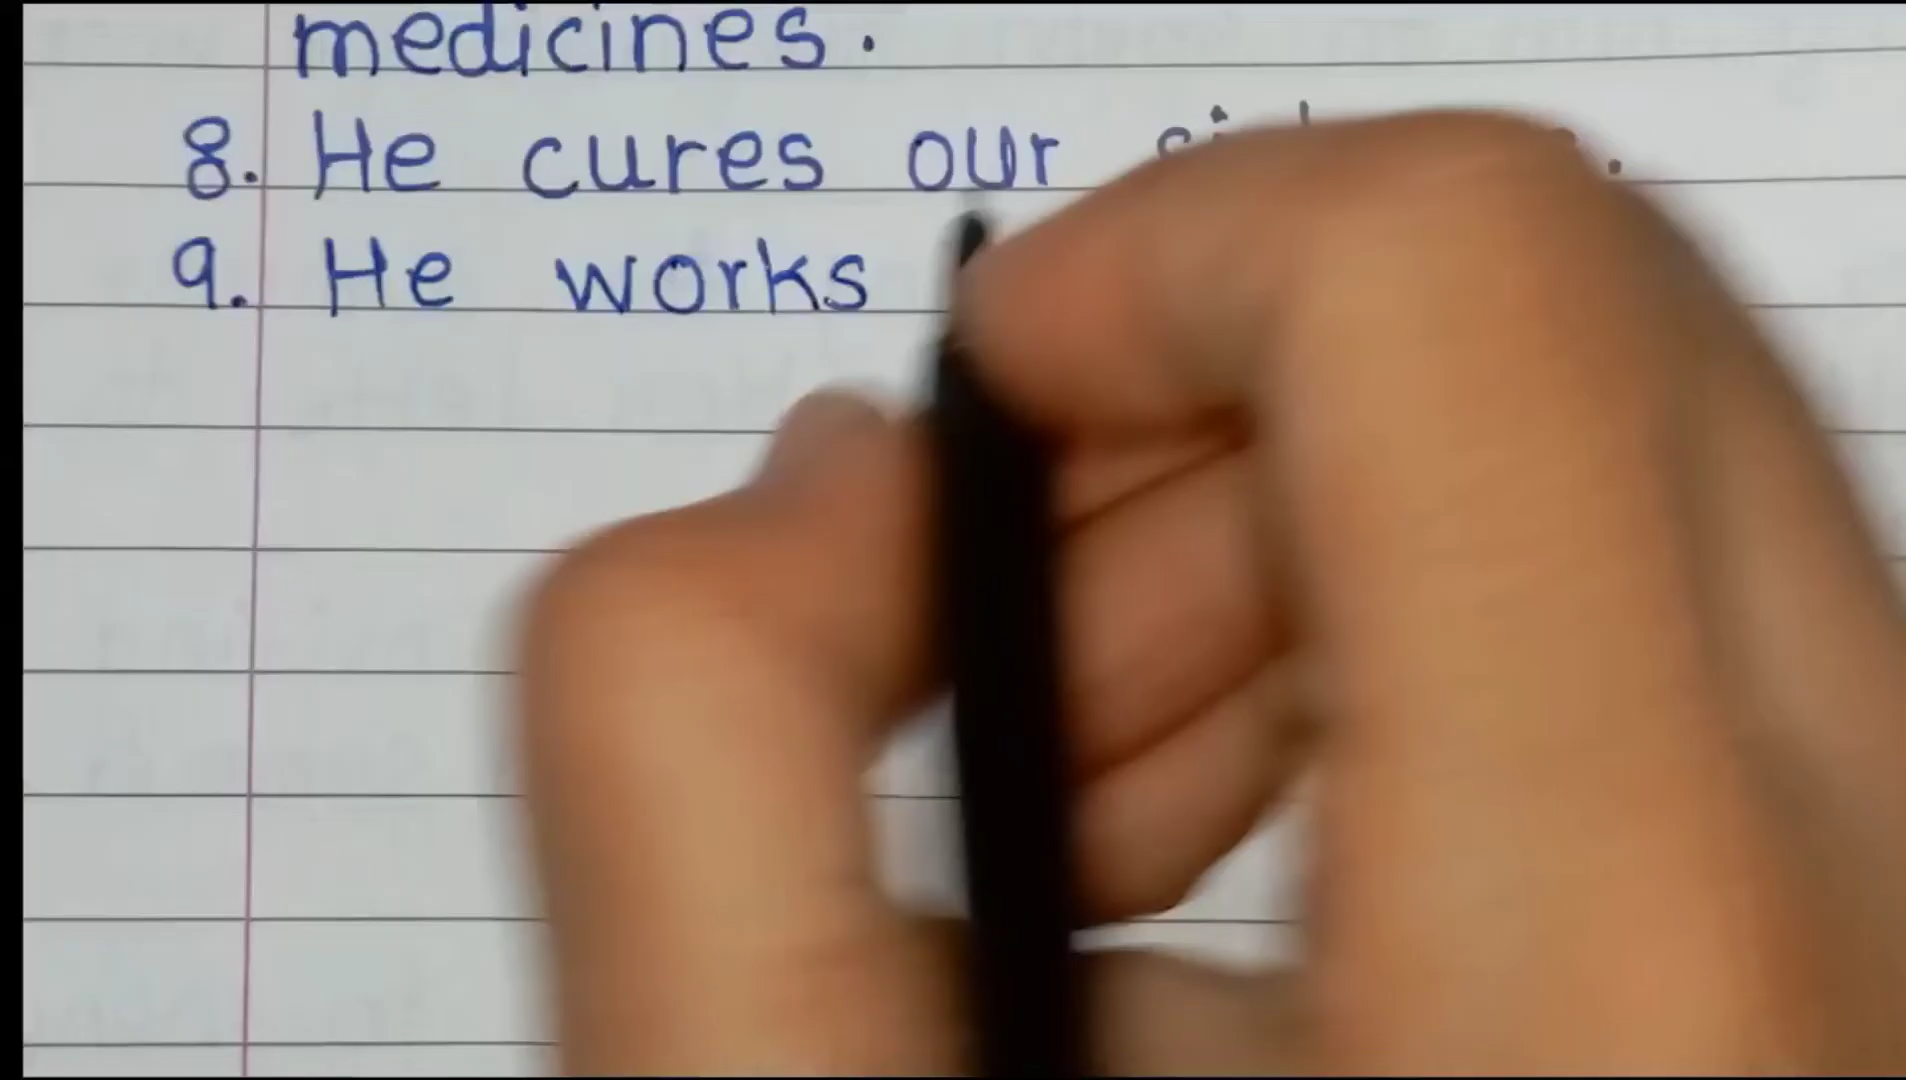 medicines.
8. He cures our
9. He works